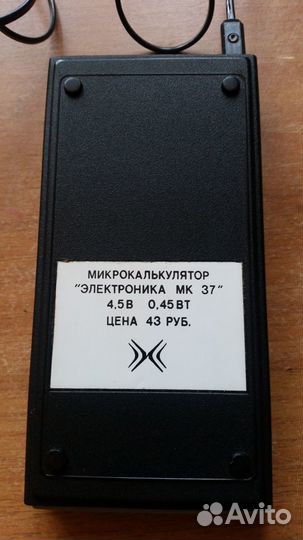 МИКРОКАЛЬКУЛЯТОР
"ЭЛЕКТРОНИКА МК 37"
4,5В 0,45ВТ
ЦЕНА 43 РУБ.
Avito